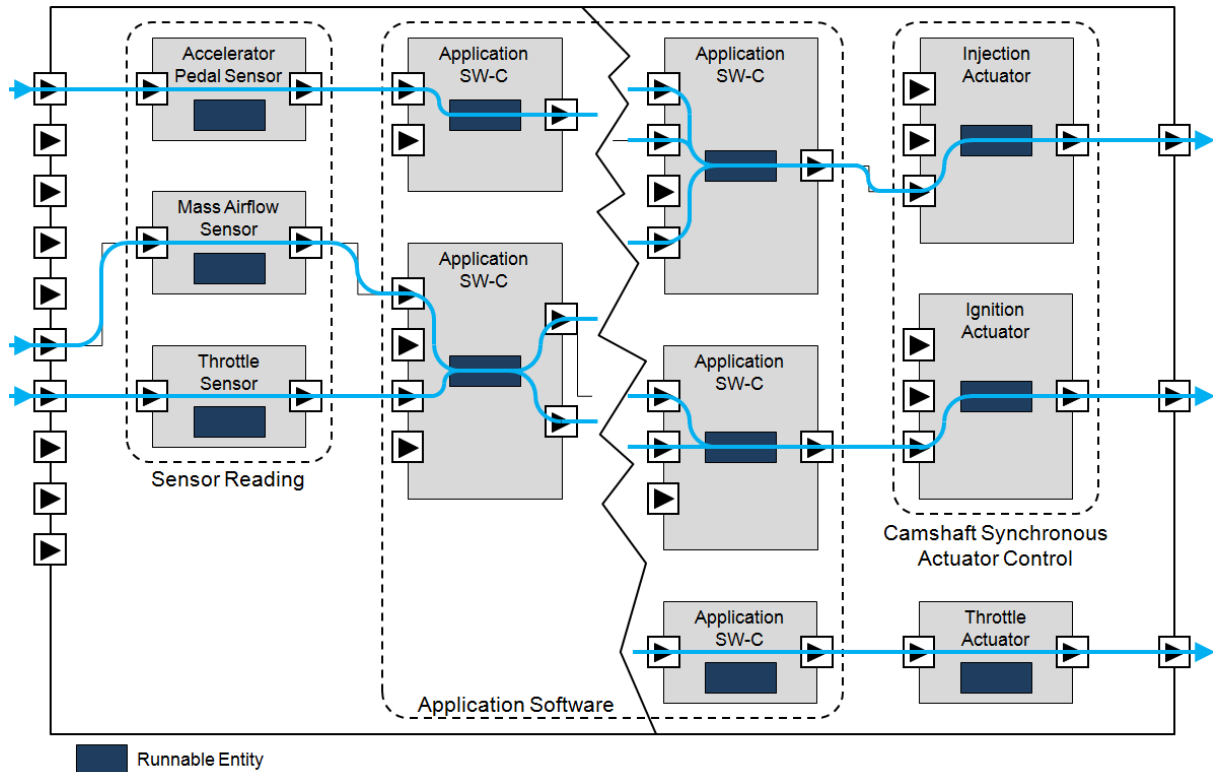 Accelerator
Pedal Sensor
Application
SW-C
Application
SW-C
Injection
Actuator
Mass Airflow
Sensor
Application
SW-C
Ignition
Actuator
Throttle
Sensor
Application
SW-C
Sensor Reading
Camshaft Synchronous
Actuator Control
Application
SW-C
Throttle
Actuator
Application Software
Runnable Entity